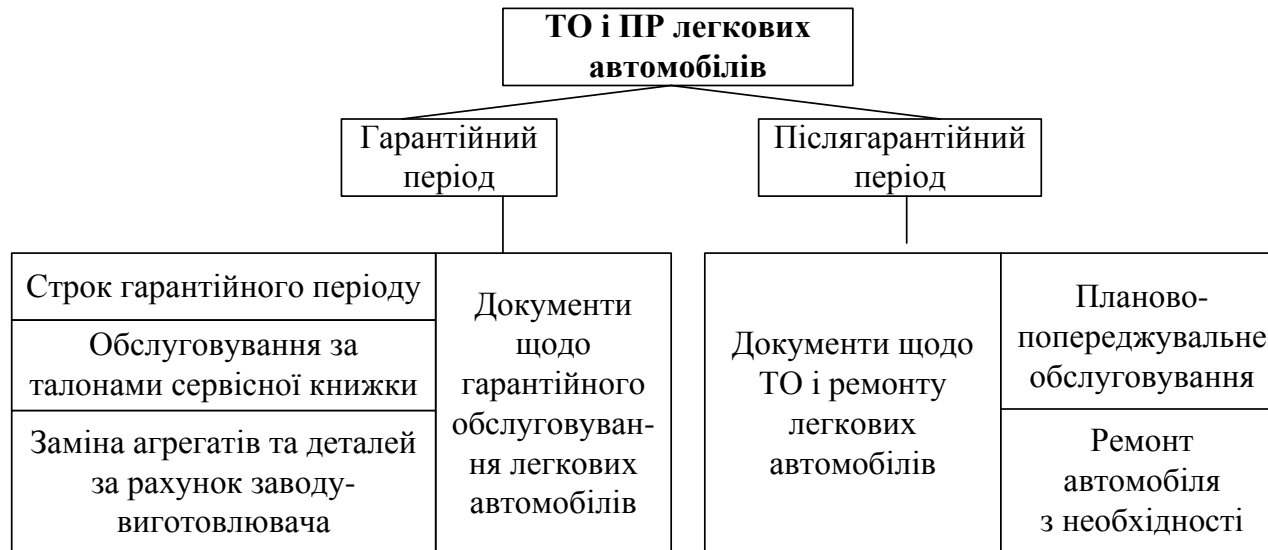 ТО і ПР легкових
автомобілів
Гарантійний
період
Післягарантійний
період
Строк гарантійного періоду
Обслуговування за
талонами сервісної книжки
Заміна агрегатів та деталей
за рахунок заводу-
виготовлювача
Документи
щодо
гарантійного
обслуговуван-
ня легкових
автомобілів
Документи щодо
ТО і ремонту
легкових
автомобілів
Планово-
попереджувальне
обслуговування
Ремонт
автомобіля
з необхідності